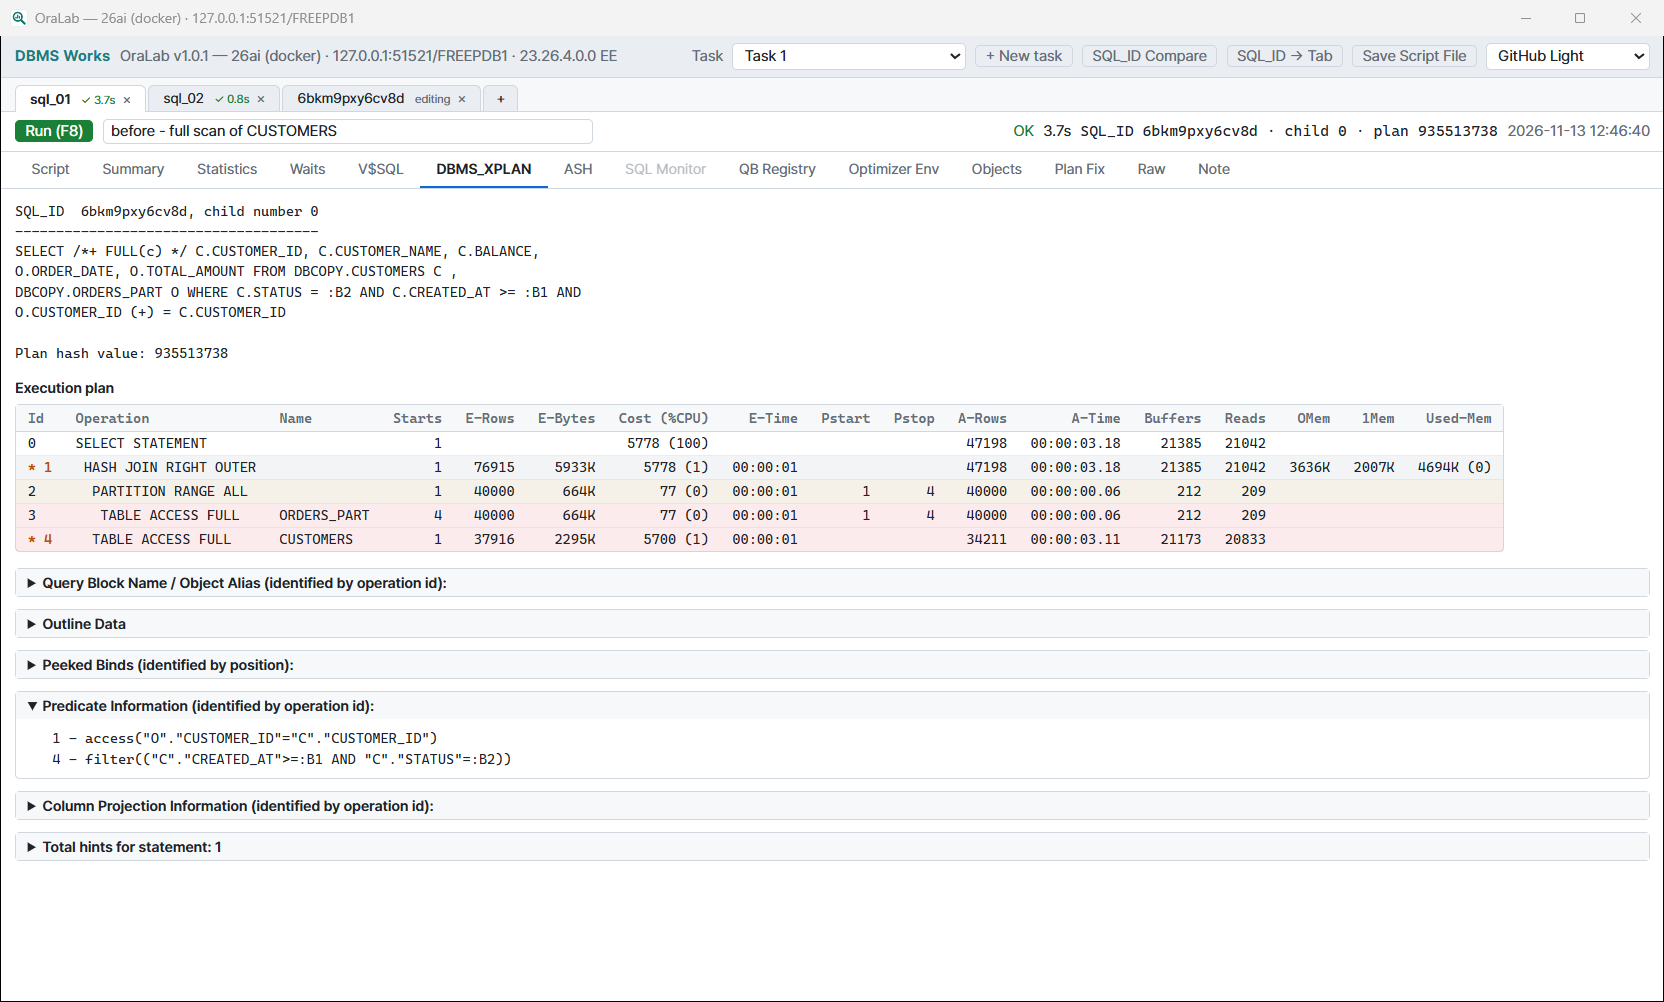 OraLab — 26ai (docker) · 127.0.0.1:51521/FREEPDB1
DBMS Works OraLab v1.0.1 — 26ai (docker) · 127.0.0.1:51521/FREEPDB1 · 23.26.4.0.0 EE Task Task 1 + New task SQL_ID Compare SQL_ID → Tab Save Script File GitHub Light
sql_01 ✓ 3.7s × sql_02 ✓ 0.8s × 6bkm9pxy6cv8d editing × +
Run (F8) before - full scan of CUSTOMERS OK 3.7s SQL_ID 6bkm9pxy6cv8d · child 0 · plan 935513738 2026-11-13 12:46:40
Script Summary Statistics Waits V$SQL DBMS_XPLAN ASH SQL Monitor QB Registry Optimizer Env Objects Plan Fix Raw Note
SQL_ID  6bkm9pxy6cv8d, child number 0
-------------------------------------
SELECT /*+ FULL(c) */ C.CUSTOMER_ID, C.CUSTOMER_NAME, C.BALANCE,
O.ORDER_DATE, O.TOTAL_AMOUNT FROM DBCOPY.CUSTOMERS C ,
DBCOPY.ORDERS_PART O WHERE C.STATUS = :B2 AND C.CREATED_AT >= :B1 AND
O.CUSTOMER_ID (+) = C.CUSTOMER_ID
Plan hash value: 935513738
Execution plan
Id Operation Name Starts E-Rows E-Bytes Cost (%CPU) E-Time Pstart Pstop A-Rows A-Time Buffers Reads OMem 1Mem Used-Mem
0 SELECT STATEMENT 1 5778 (100) 47198 00:00:03.18 21385 21042
* 1 HASH JOIN RIGHT OUTER 1 76915 5933K 5778 (1) 00:00:01 47198 00:00:03.18 21385 21042 3636K 2007K 4694K (0)
2 PARTITION RANGE ALL 1 40000 664K 77 (0) 00:00:01 1 4 40000 00:00:00.06 212 209
3 TABLE ACCESS FULL ORDERS_PART 4 40000 664K 77 (0) 00:00:01 1 4 40000 00:00:00.06 212 209
* 4 TABLE ACCESS FULL CUSTOMERS 1 37916 2295K 5700 (1) 00:00:01 34211 00:00:03.11 21173 20833
▶ Query Block Name / Object Alias (identified by operation id):
▶ Outline Data
▶ Peeked Binds (identified by position):
▼ Predicate Information (identified by operation id):
1 - access("O"."CUSTOMER_ID"="C"."CUSTOMER_ID")
4 - filter(("C"."CREATED_AT">=:B1 AND "C"."STATUS"=:B2))
▶ Column Projection Information (identified by operation id):
▶ Total hints for statement: 1